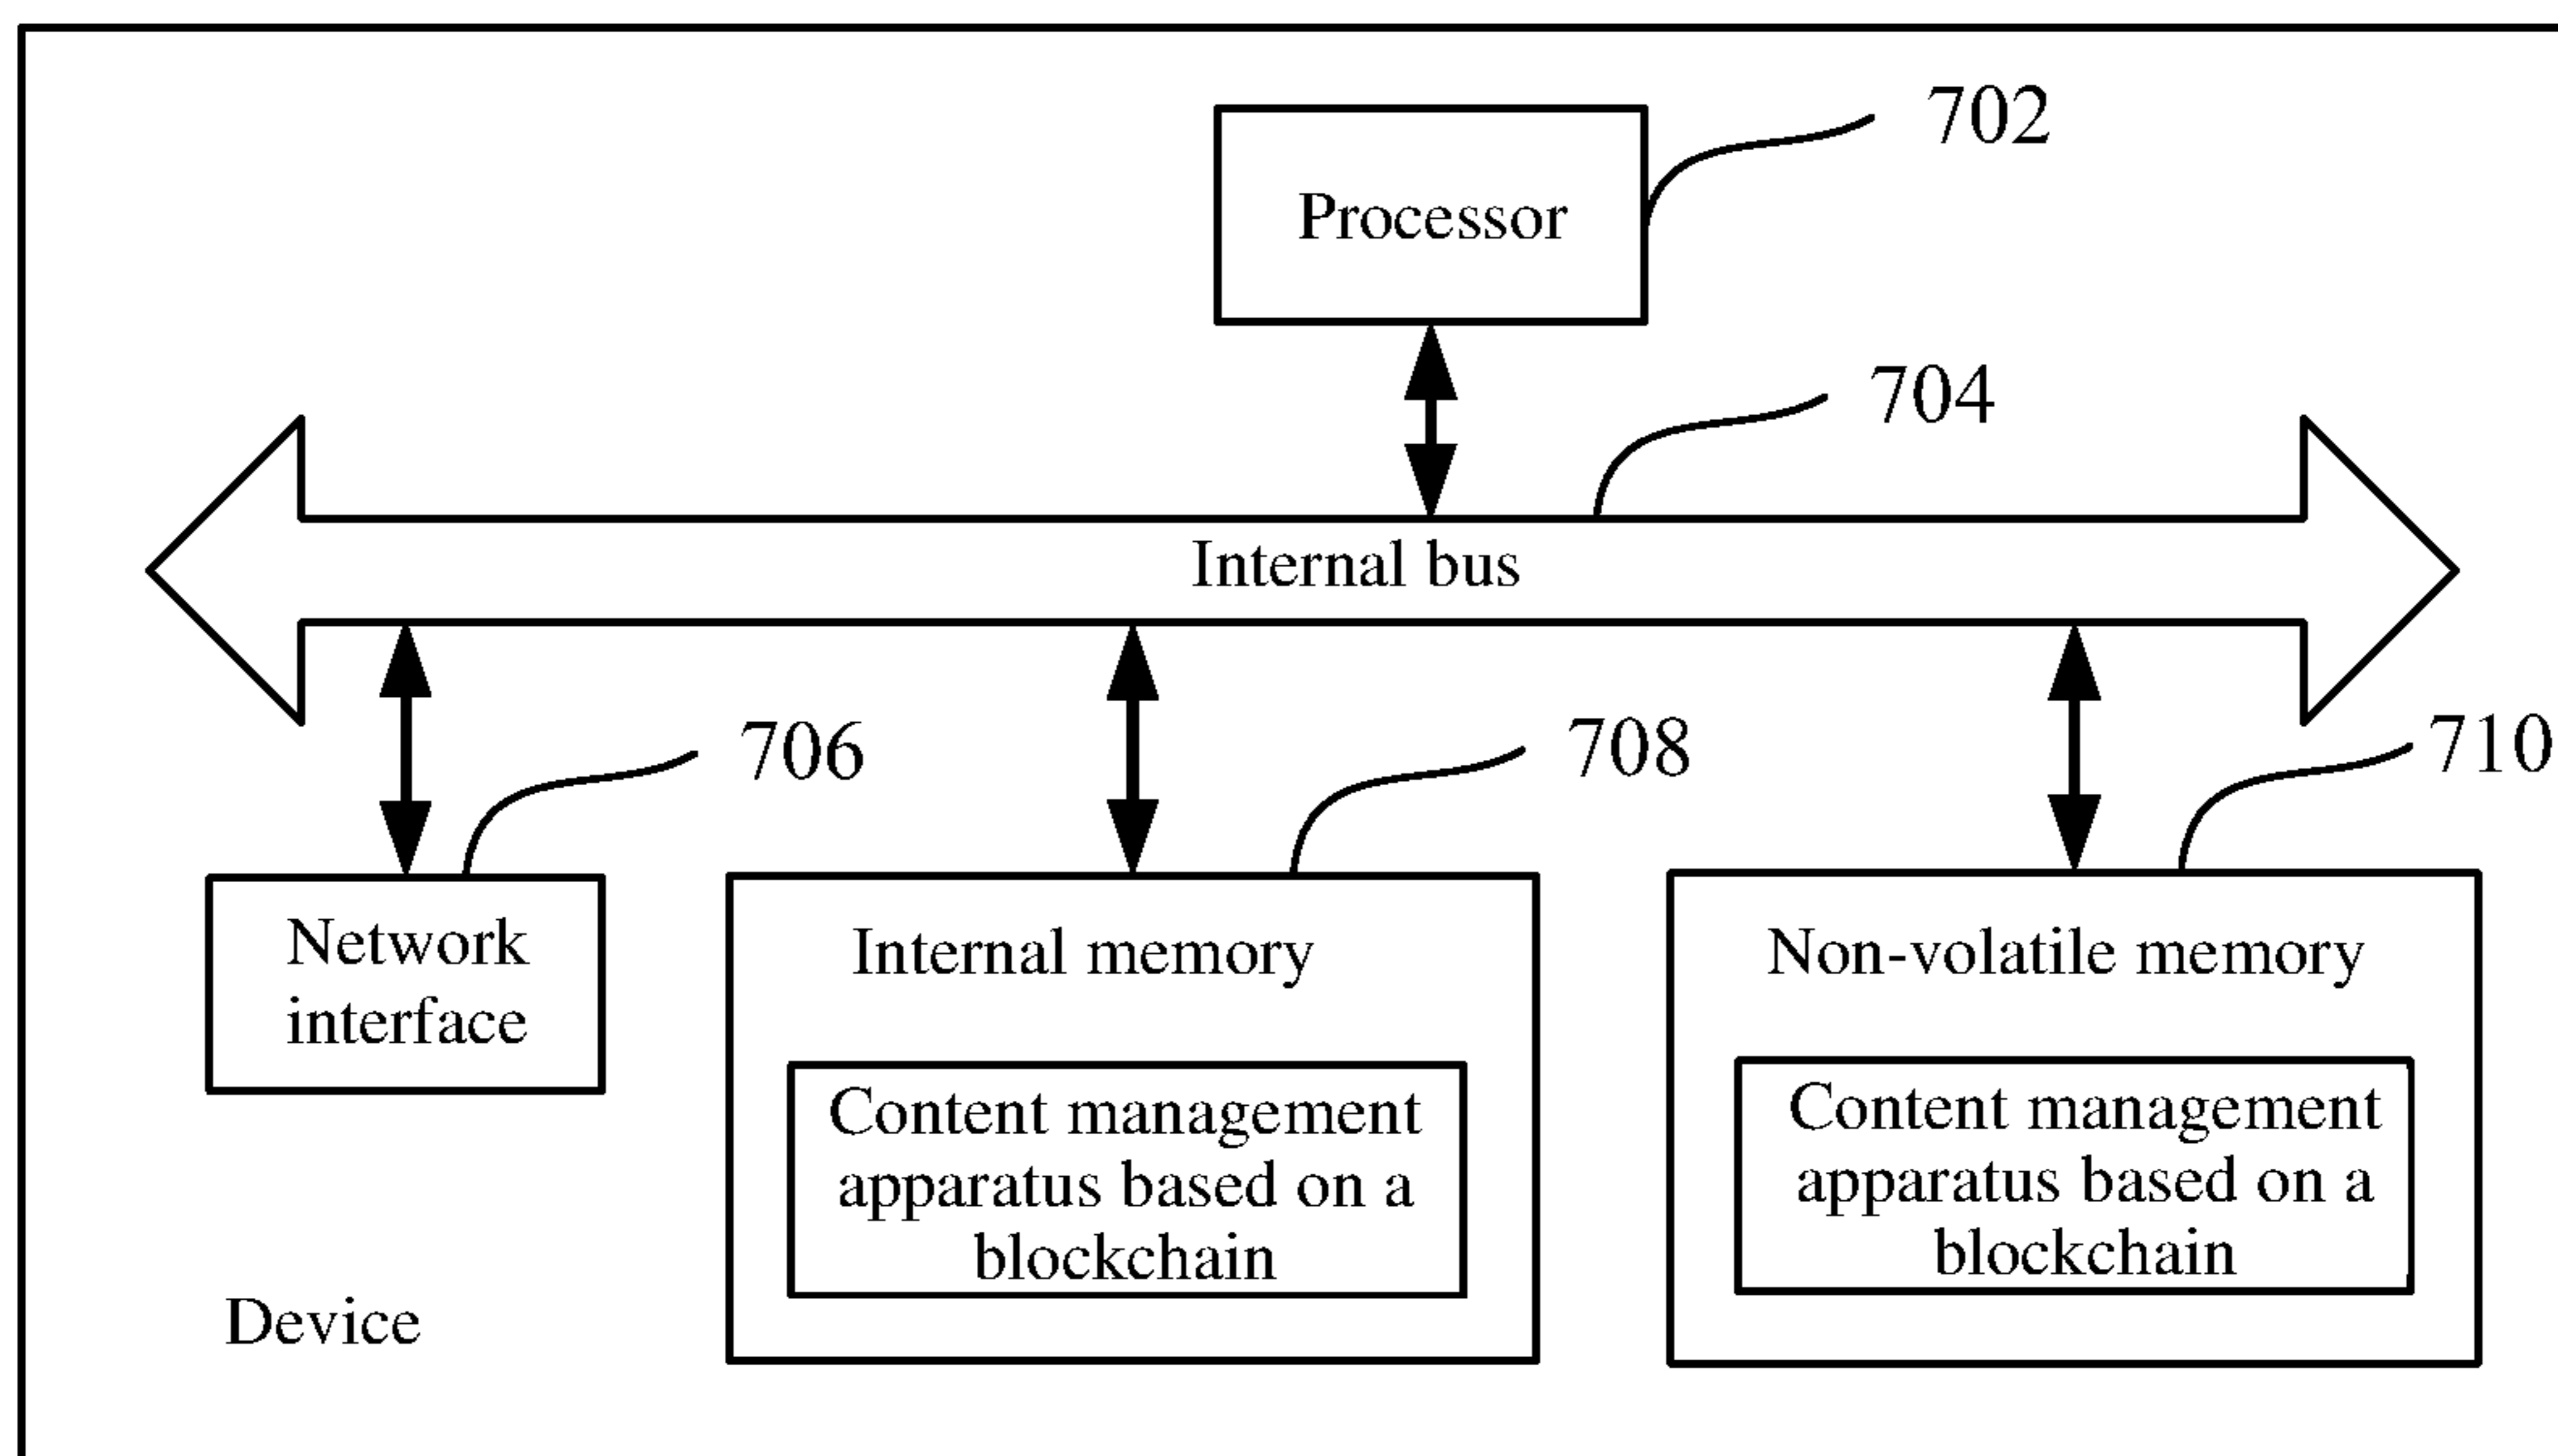 702
Processor
704
Internal bus
706
708
710
Network
interface
Internal memory
Non-volatile memory
Content management
apparatus based on a
blockchain
Content management
apparatus based on a
blockchain
Device